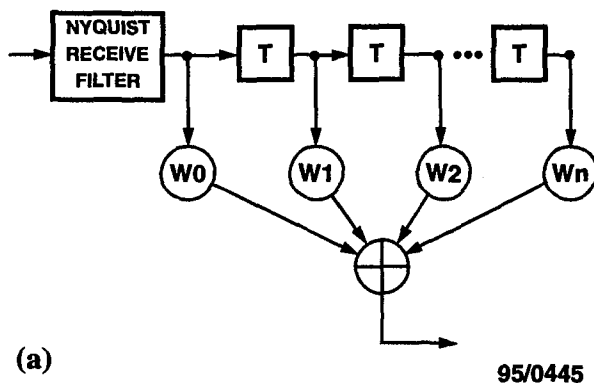 NYQUIST
RECEIVE
FILTER
T
T
T
W0
W1
W2
Wn
(a)
95/0445